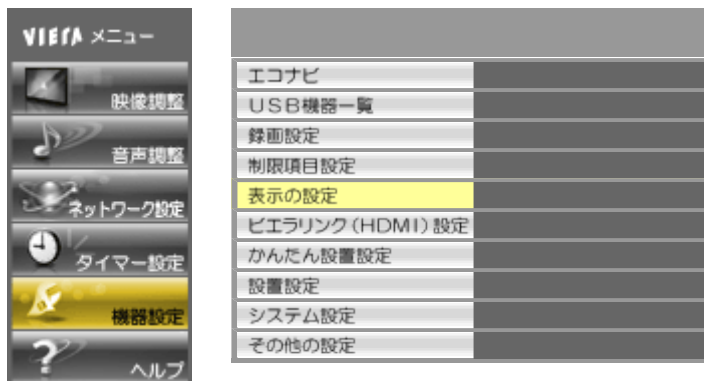 VIErA メニュー
映像調整
音声調整
ネットワーク設定
タイマー設定
機器設定
ヘルプ
エコナビ
USB機器一覧
録画設定
制限項目設定
表示の設定
ビエラリンク(HDMI)設定
かんたん設置設定
設置設定
システム設定
その他の設定